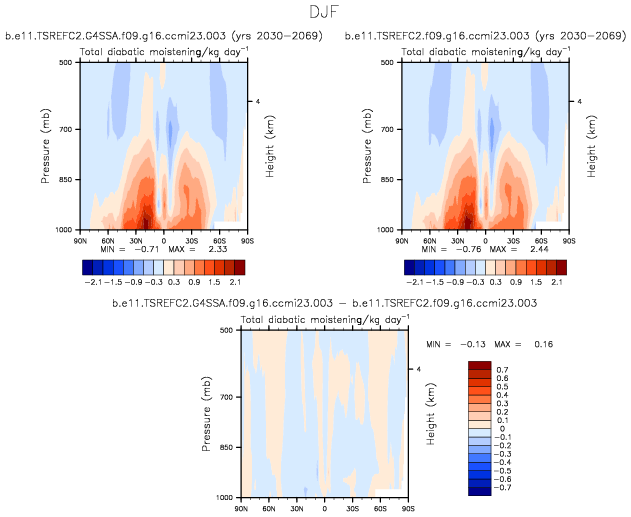 DJF
b.e11.TSREFC2.G4SSA.f09.g16.ccmi23.003 (yrs 2030-2069)
b.e11.TSREFC2.f09.g16.ccmi23.003 (yrs 2030-2069)
Total diabatic moistening/kg day⁻¹
Total diabatic moistening/kg day⁻¹
500
700
850
1000
Pressure (mb)
4
Height (km)
90N 60N 30N 0 30S 60S 90S
MIN = -0.71 MAX = 2.33
-2.1 -1.5 -0.9 -0.3 0.3 0.9 1.5 2.1
500
700
850
1000
Pressure (mb)
4
Height (km)
90N 60N 30N 0 30S 60S 90S
MIN = -0.76 MAX = 2.44
-2.1 -1.5 -0.9 -0.3 0.3 0.9 1.5 2.1
b.e11.TSREFC2.G4SSA.f09.g16.ccmi23.003 - b.e11.TSREFC2.f09.g16.ccmi23.003
Total diabatic moistening/kg day⁻¹
500
700
850
1000
Pressure (mb)
4
Height (km)
90N 60N 30N 0 30S 60S 90S
MIN = -0.13 MAX = 0.16
0.7
0.6
0.5
0.4
0.3
0.2
0.1
0
-0.1
-0.2
-0.3
-0.4
-0.5
-0.6
-0.7